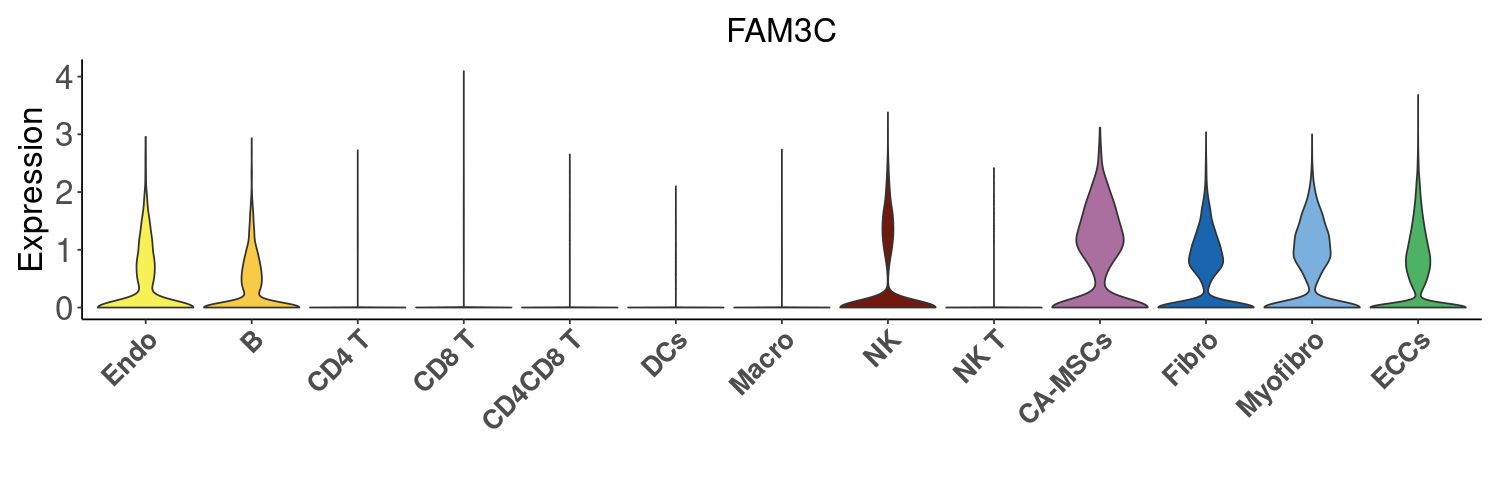 FAM3C
Expression
4
3
2
1
0
Endo
B
CD4 T
CD8 T
CD4CD8 T
DCs
Macro
NK
NK T
CA-MSCs
Fibro
Myofibro
ECCs